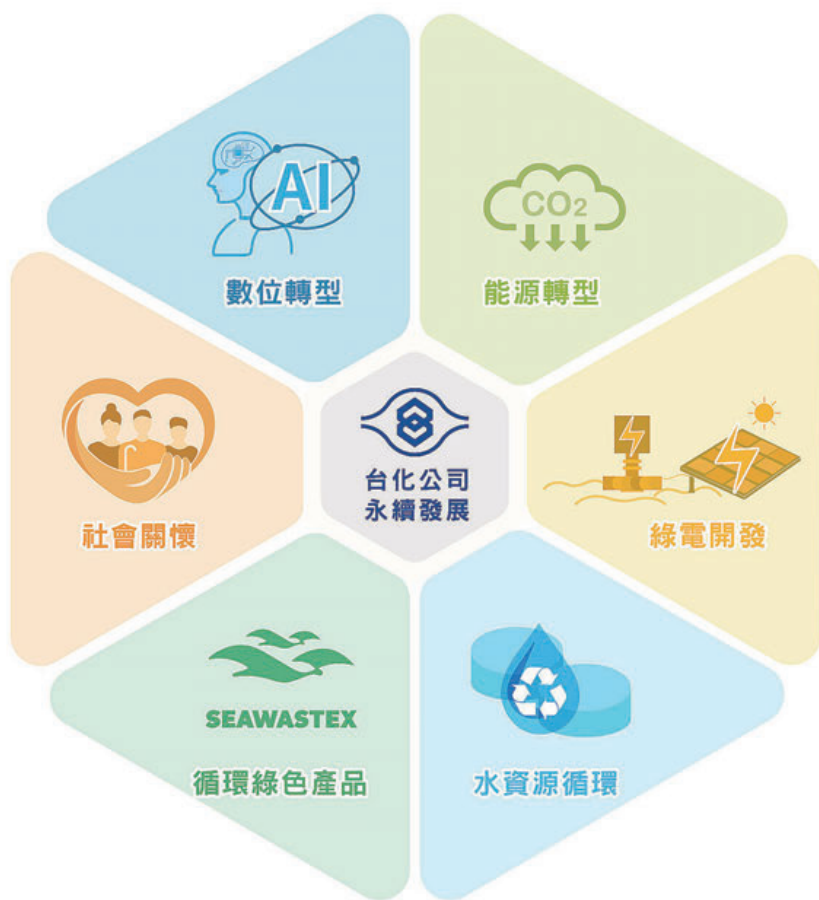 AI
數位轉型
CO₂
能源轉型
社會關懷
台化公司
永續發展
綠電開發
SEAWASTEX
循環綠色產品
水資源循環